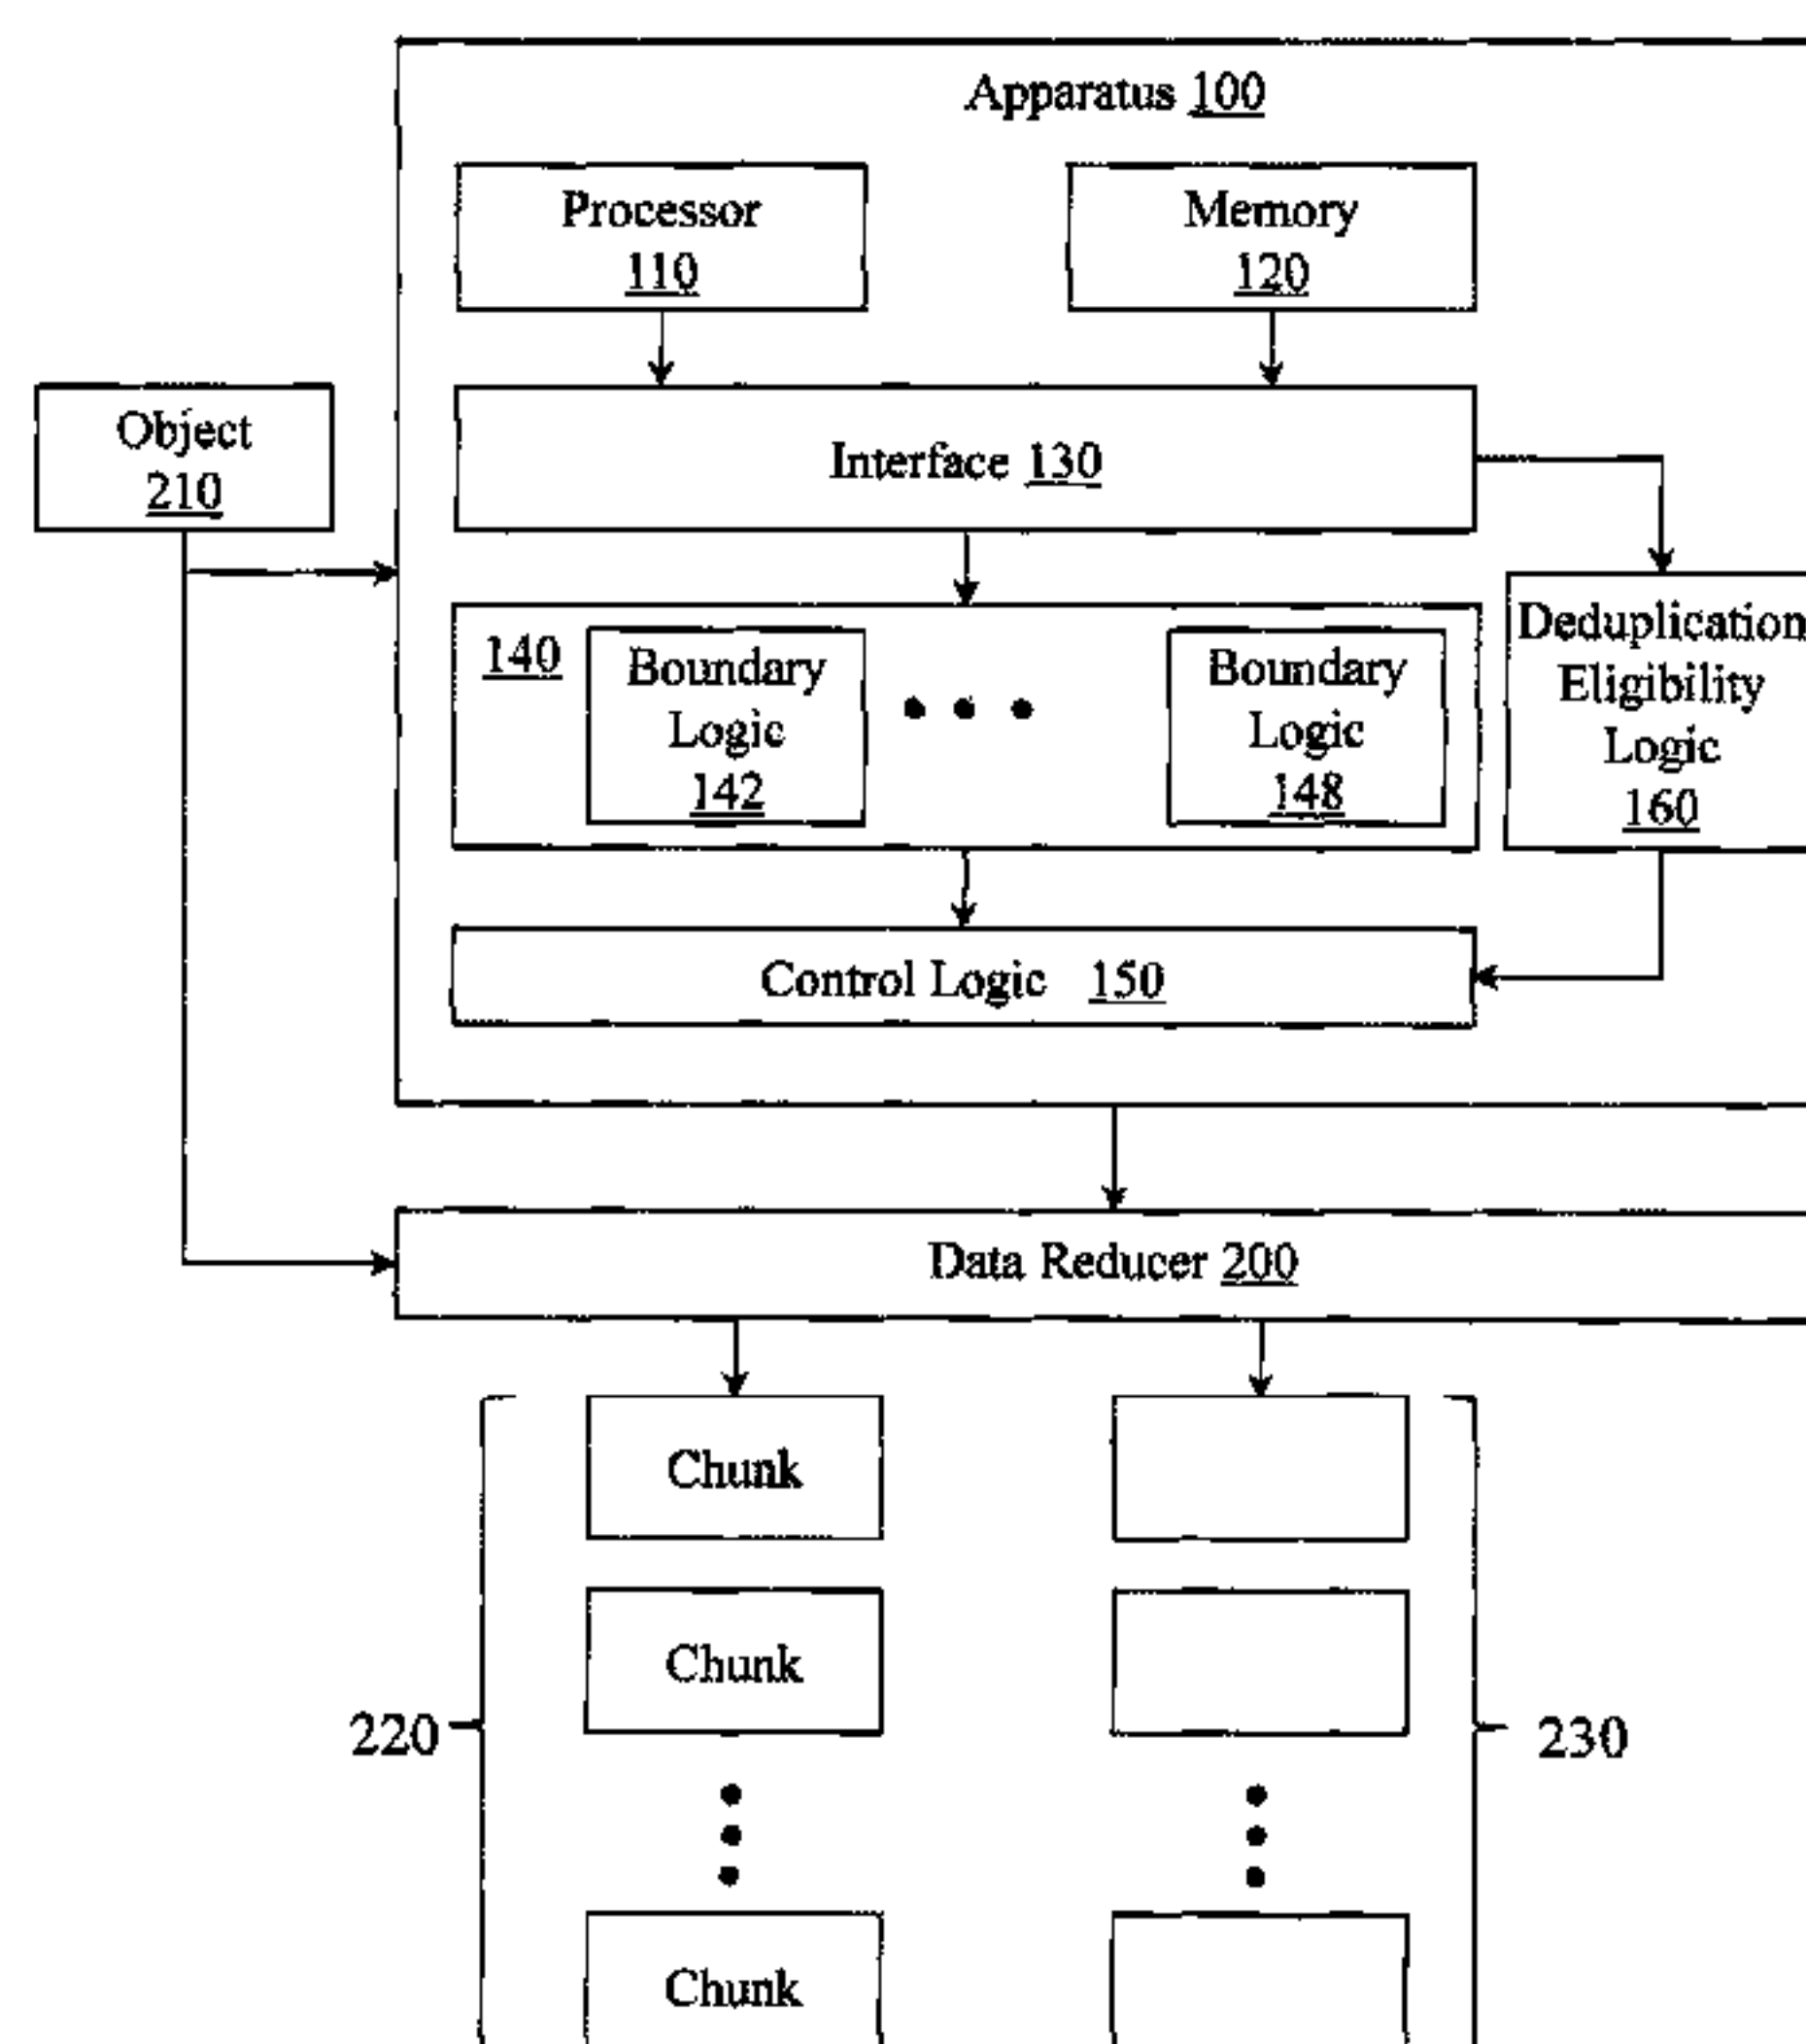 Apparatus 100
Processor
110
Memory
120
Object
210
Interface 130
140
Boundary
Logic
142
Boundary
Logic
148
Deduplication
Eligibility
Logic
160
Control Logic 150
Data Reducer 200
Chunk
Chunk
220
230
Chunk